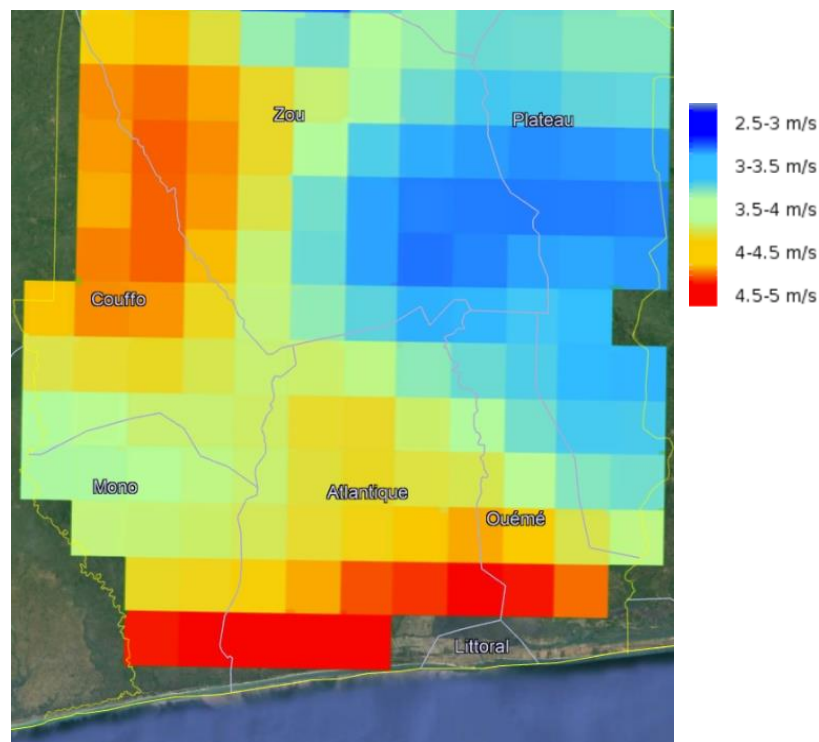 Zou
Plateau
Couffo
Mono
Atlantique
Ouémé
Littoral
2.5-3 m/s
3-3.5 m/s
3.5-4 m/s
4-4.5 m/s
4.5-5 m/s